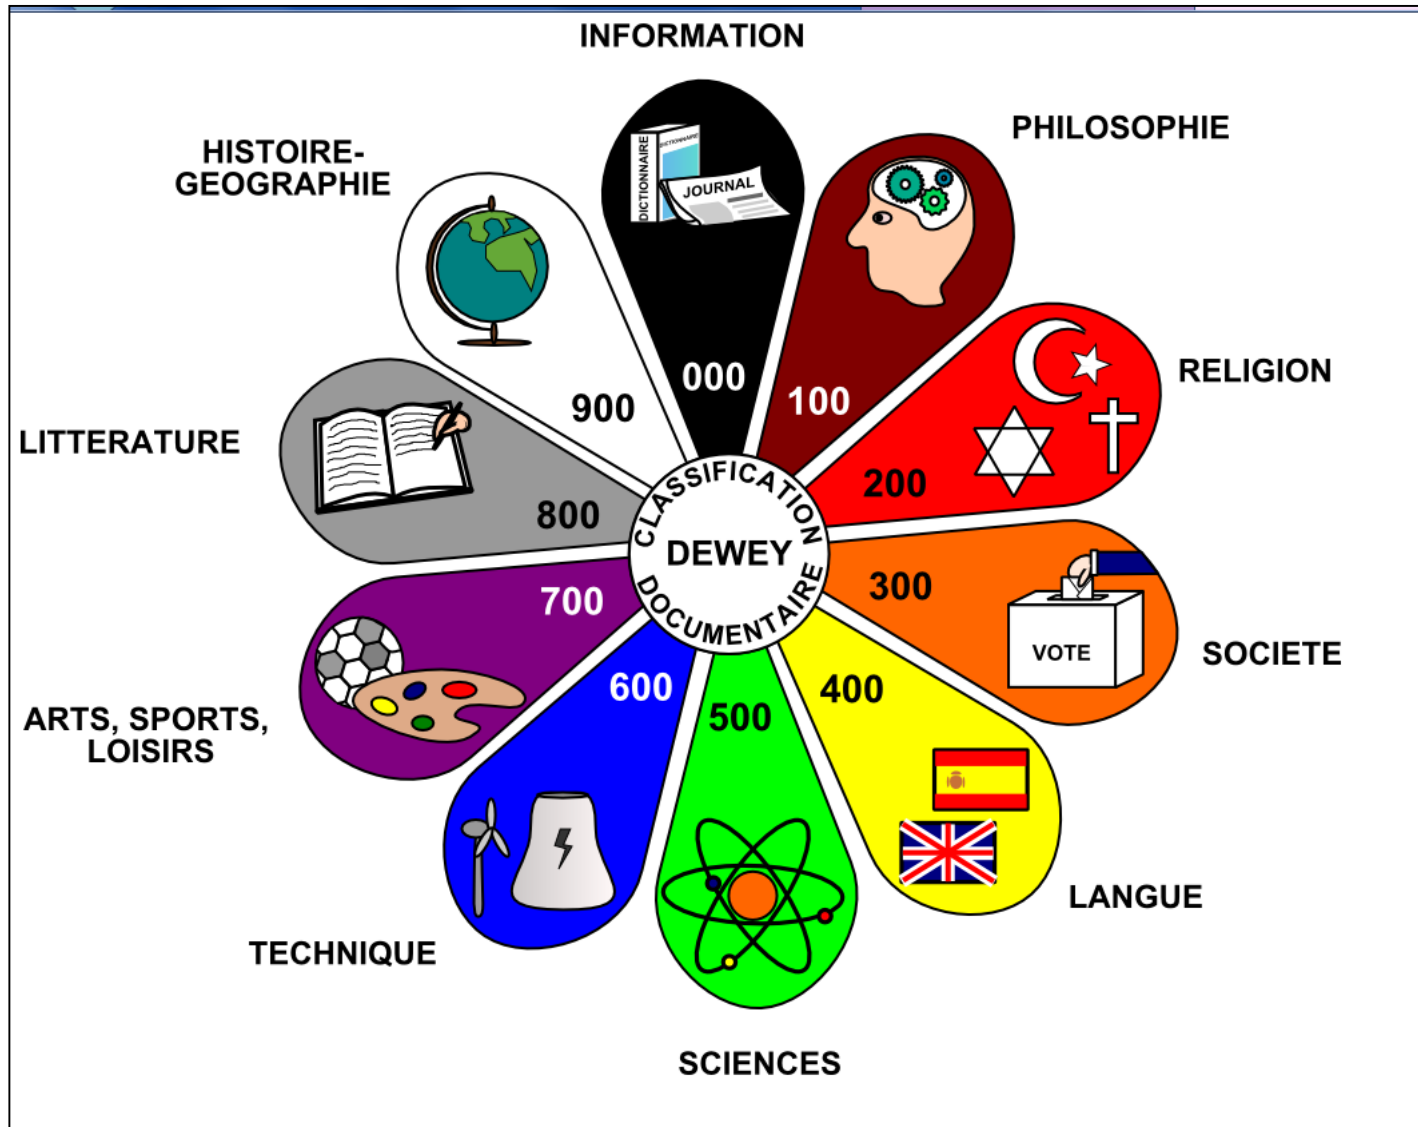 INFORMATION
DICTIONNAIRE
DICTIONNAIRE
JOURNAL
000
PHILOSOPHIE
100
RELIGION
200
SOCIETE
300
VOTE
LANGUE
400
SCIENCES
500
TECHNIQUE
600
ARTS, SPORTS,
LOISIRS
700
LITTERATURE
800
HISTOIRE-
GEOGRAPHIE
900
CLASSIFICATION
DEWEY
DOCUMENTAIRE